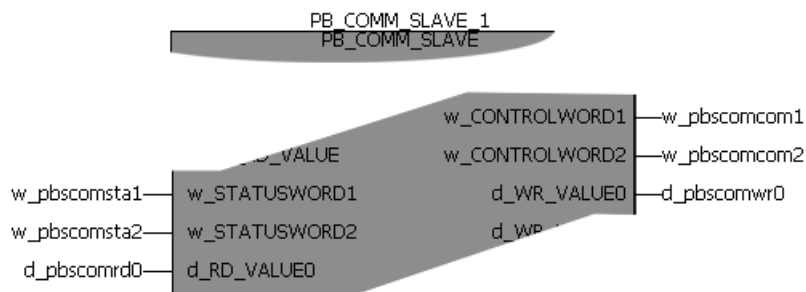 PB_COMM_SLAVE_1
PB_COMM_SLAVE
w_CONTROLWORD1 w_pbscomcom1
w_CONTROLWORD2 w_pbscomcom2
w_pbscomsta1 w_STATUSWORD1 d_WR_VALUE0 d_pbscomwr0
w_pbscomsta2 w_STATUSWORD2
d_pbscomrd0 d_RD_VALUE0